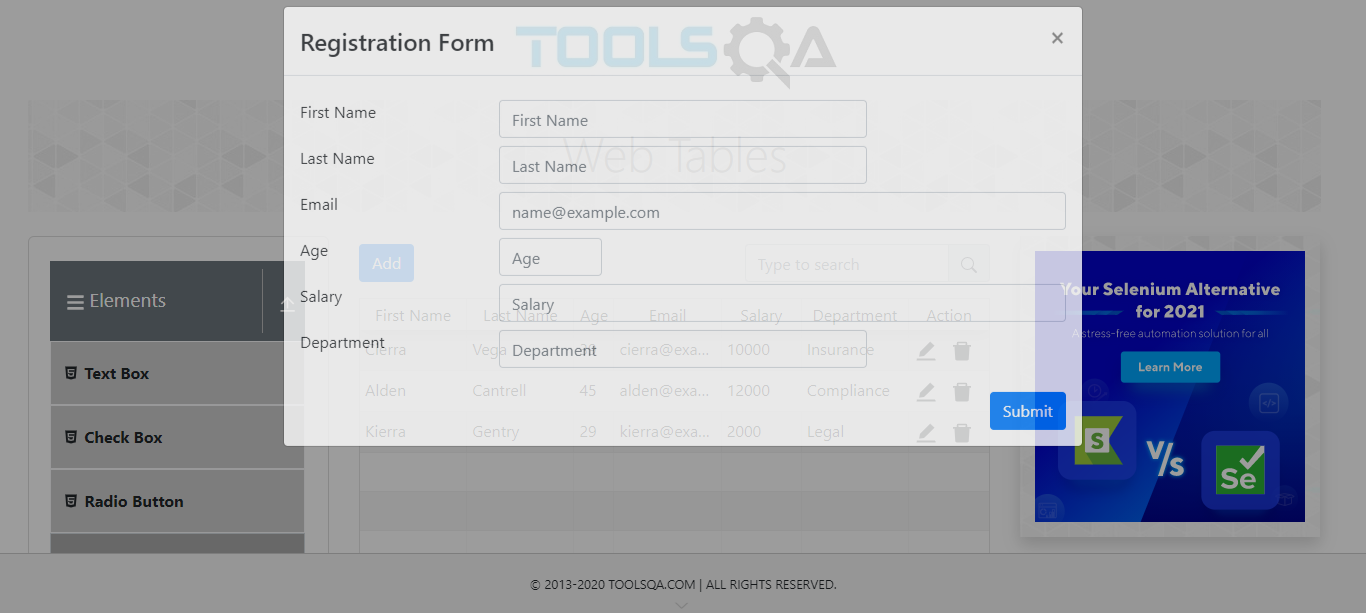 TOOLSQA
Registration Form
×
Web Tables
First Name
First Name
Last Name
Last Name
Email
name@example.com
Age
Age
Salary
Salary
Department
Department
Submit
Elements
Text Box
Check Box
Radio Button
Add
Type to search
First Name Last Name Age Email Salary Department Action
Cierra Vega cierra@exa... 10000 Insurance
Alden Cantrell 45 alden@exa... 12000 Compliance
Kierra Gentry 29 kierra@exa... 2000 Legal
Your Selenium Alternative
for 2021
A stress-free automation solution for all
Learn More
S
V/s
Se
© 2013-2020 TOOLSQA.COM | ALL RIGHTS RESERVED.